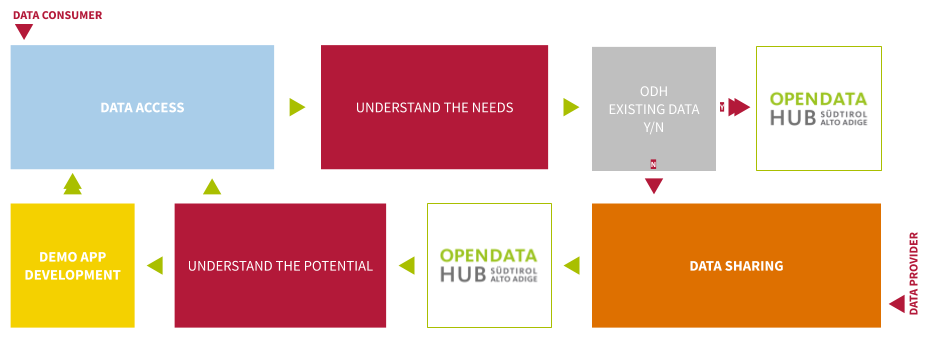 DATA CONSUMER
DATA ACCESS
UNDERSTAND THE NEEDS
ODH
EXISTING DATA
Y/N
Y
N
OPENDATA
HUB SÜDTIROL
ALTO ADIGE
DEMO APP
DEVELOPMENT
UNDERSTAND THE POTENTIAL
OPENDATA
HUB SÜDTIROL
ALTO ADIGE
DATA SHARING
DATA PROVIDER